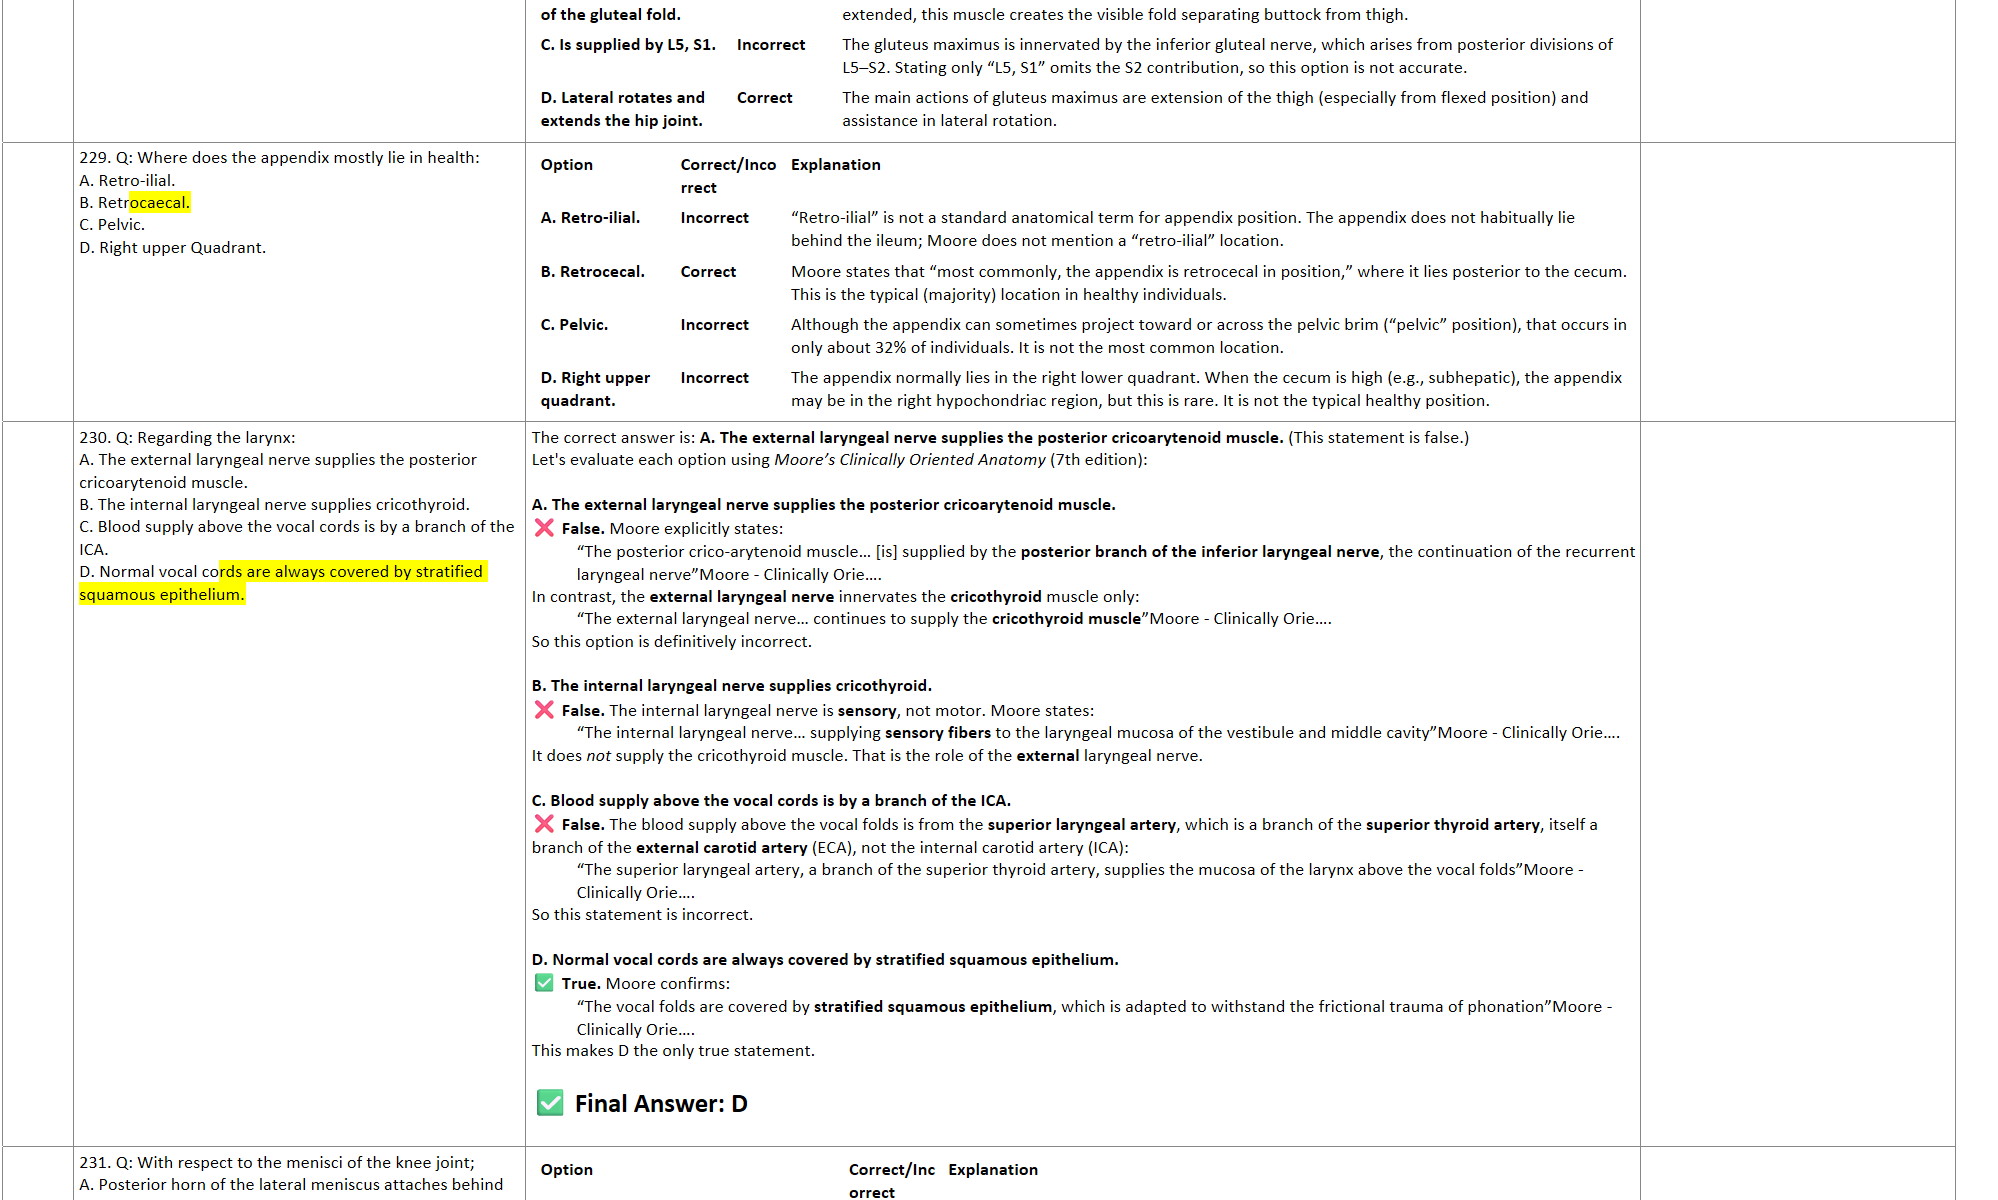 of the gluteal fold.
extended, this muscle creates the visible fold separating buttock from thigh.
C. Is supplied by L5, S1.
Incorrect
The gluteus maximus is innervated by the inferior gluteal nerve, which arises from posterior divisions of
L5–S2. Stating only “L5, S1” omits the S2 contribution, so this option is not accurate.
D. Lateral rotates and
extends the hip joint.
Correct
The main actions of gluteus maximus are extension of the thigh (especially from flexed position) and
assistance in lateral rotation.
229. Q: Where does the appendix mostly lie in health:
A. Retro-ilial.
B. Retrocaecal.
C. Pelvic.
D. Right upper Quadrant.
Option
Correct/Inco
rrect
Explanation
A. Retro-ilial.
Incorrect
“Retro-ilial” is not a standard anatomical term for appendix position. The appendix does not habitually lie
behind the ileum; Moore does not mention a “retro-ilial” location.
B. Retrocecal.
Correct
Moore states that “most commonly, the appendix is retrocecal in position,” where it lies posterior to the cecum.
This is the typical (majority) location in healthy individuals.
C. Pelvic.
Incorrect
Although the appendix can sometimes project toward or across the pelvic brim (“pelvic” position), that occurs in
only about 32% of individuals. It is not the most common location.
D. Right upper
quadrant.
Incorrect
The appendix normally lies in the right lower quadrant. When the cecum is high (e.g., subhepatic), the appendix
may be in the right hypochondriac region, but this is rare. It is not the typical healthy position.
230. Q: Regarding the larynx:
A. The external laryngeal nerve supplies the posterior
cricoarytenoid muscle.
B. The internal laryngeal nerve supplies cricothyroid.
C. Blood supply above the vocal cords is by a branch of the
ICA.
D. Normal vocal cords are always covered by stratified
squamous epithelium.
The correct answer is: A. The external laryngeal nerve supplies the posterior cricoarytenoid muscle. (This statement is false.)
Let's evaluate each option using Moore’s Clinically Oriented Anatomy (7th edition):
A. The external laryngeal nerve supplies the posterior cricoarytenoid muscle.
❌ False. Moore explicitly states:
“The posterior crico-arytenoid muscle… [is] supplied by the posterior branch of the inferior laryngeal nerve, the continuation of the recurrent
laryngeal nerve”Moore - Clinically Orie….
In contrast, the external laryngeal nerve innervates the cricothyroid muscle only:
“The external laryngeal nerve… continues to supply the cricothyroid muscle”Moore - Clinically Orie….
So this option is definitively incorrect.
B. The internal laryngeal nerve supplies cricothyroid.
❌ False. The internal laryngeal nerve is sensory, not motor. Moore states:
“The internal laryngeal nerve… supplying sensory fibers to the laryngeal mucosa of the vestibule and middle cavity”Moore - Clinically Orie….
It does not supply the cricothyroid muscle. That is the role of the external laryngeal nerve.
C. Blood supply above the vocal cords is by a branch of the ICA.
❌ False. The blood supply above the vocal folds is from the superior laryngeal artery, which is a branch of the superior thyroid artery, itself a
branch of the external carotid artery (ECA), not the internal carotid artery (ICA):
“The superior laryngeal artery, a branch of the superior thyroid artery, supplies the mucosa of the larynx above the vocal folds”Moore -
Clinically Orie….
So this statement is incorrect.
D. Normal vocal cords are always covered by stratified squamous epithelium.
✅ True. Moore confirms:
“The vocal folds are covered by stratified squamous epithelium, which is adapted to withstand the frictional trauma of phonation”Moore -
Clinically Orie….
This makes D the only true statement.
✅ Final Answer: D
231. Q: With respect to the menisci of the knee joint;
A. Posterior horn of the lateral meniscus attaches behind
Option
Correct/Inc
orrect
Explanation